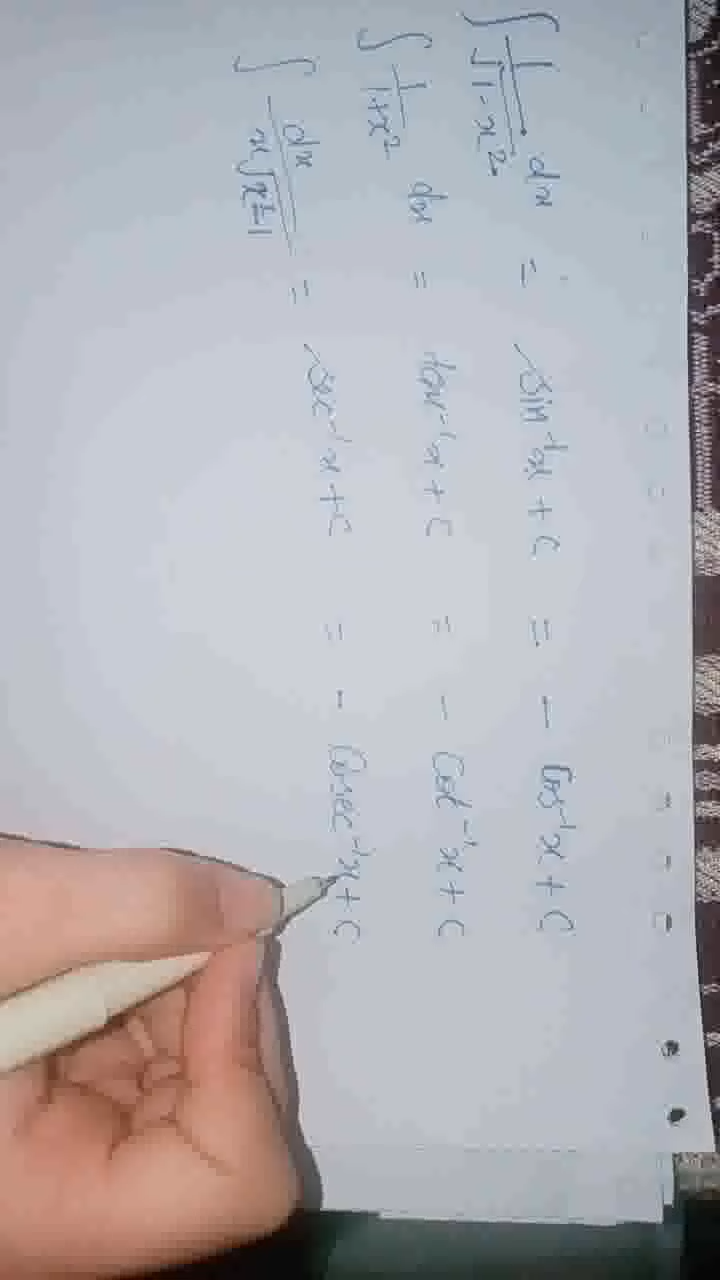 ∫ 1/√(1-x²) dx = sin⁻¹x + C = - Cos⁻¹x + C
∫ 1/(1+x²) dx = tan⁻¹x + C = - Cot⁻¹x + C
∫ dx/(x√(x²-1)) = sec⁻¹x + C = - Cosec⁻¹x + C